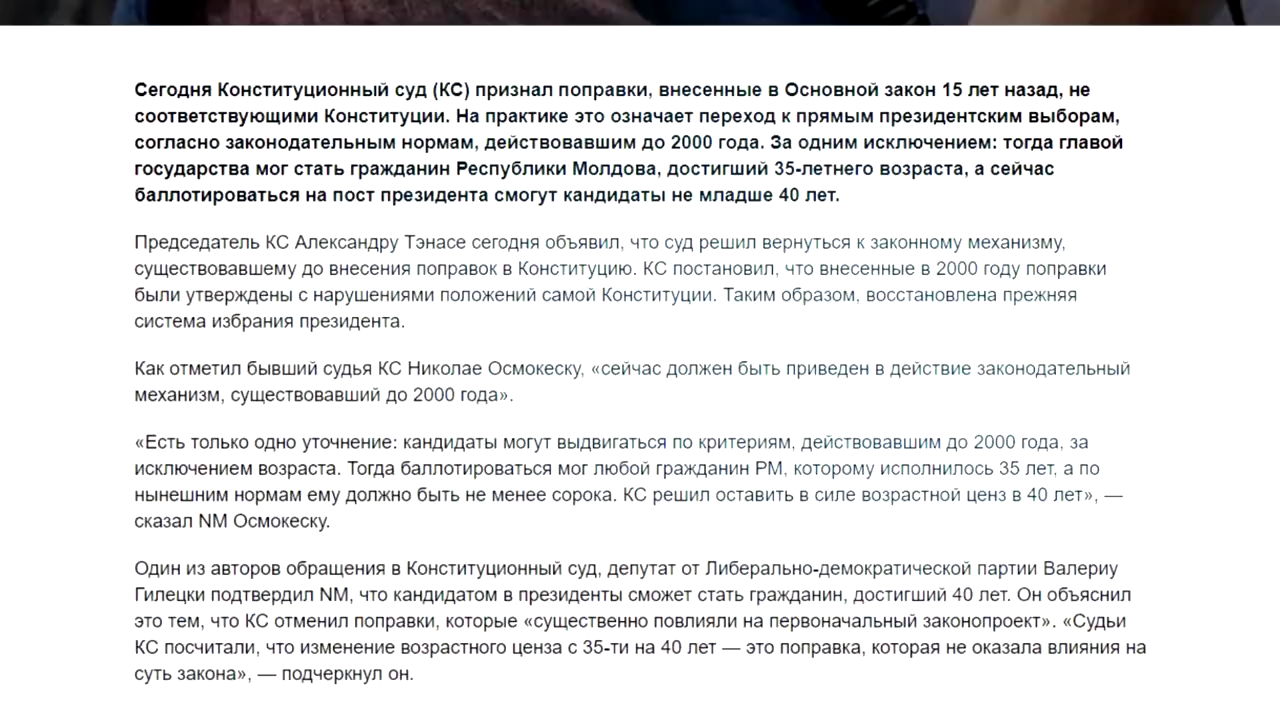 Сегодня Конституционный суд (КС) признал поправки, внесенные в Основной закон 15 лет назад, не
соответствующими Конституции. На практике это означает переход к прямым президентским выборам,
согласно законодательным нормам, действовавшим до 2000 года. За одним исключением: тогда главой
государства мог стать гражданин Республики Молдова, достигший 35-летнего возраста, а сейчас
баллотироваться на пост президента смогут кандидаты не младше 40 лет.
Председатель КС Александру Тэнасе сегодня объявил, что суд решил вернуться к законному механизму,
существовавшему до внесения поправок в Конституцию. КС постановил, что внесенные в 2000 году поправки
были утверждены с нарушениями положений самой Конституции. Таким образом, восстановлена прежняя
система избрания президента.
Как отметил бывший судья КС Николае Осмокеску, «сейчас должен быть приведен в действие законодательный
механизм, существовавший до 2000 года».
«Есть только одно уточнение: кандидаты могут выдвигаться по критериям, действовавшим до 2000 года, за
исключением возраста. Тогда баллотироваться мог любой гражданин РМ, которому исполнилось 35 лет, а по
нынешним нормам ему должно быть не менее сорока. КС решил оставить в силе возрастной ценз в 40 лет», —
сказал NM Осмокеску.
Один из авторов обращения в Конституционный суд, депутат от Либерально-демократической партии Валериу
Гилецки подтвердил NM, что кандидатом в президенты сможет стать гражданин, достигший 40 лет. Он объяснил
это тем, что КС отменил поправки, которые «существенно повлияли на первоначальный законопроект». «Судьи
КС посчитали, что изменение возрастного ценза с 35-ти на 40 лет — это поправка, которая не оказала влияния на
суть закона», — подчеркнул он.